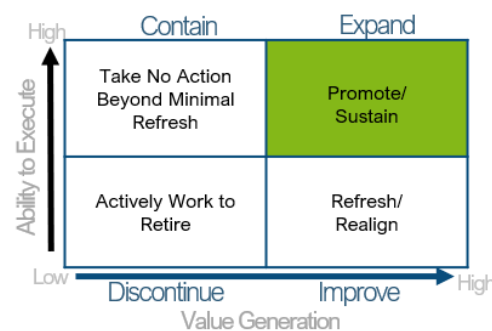 Contain
Expand
High
Take No Action
Beyond Minimal
Refresh
Promote/
Sustain
Ability to Execute
Actively Work to
Retire
Refresh/
Realign
Low
High
Discontinue
Improve
Value Generation